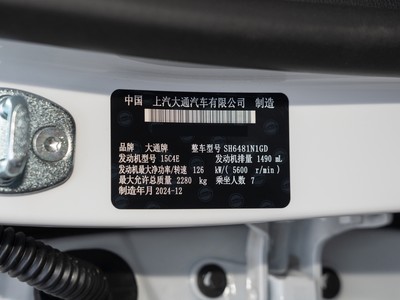 中国 上汽大通汽车有限公司 制造
品牌 大通牌 整车型号 SH6481N1GD
发动机型号 15C4E 发动机排量 1490 mL
发动机最大净功率/转速 126 kW/( 5600 r/min)
最大允许总质量 2280 kg 乘坐人数 7
制造年月 2024-12